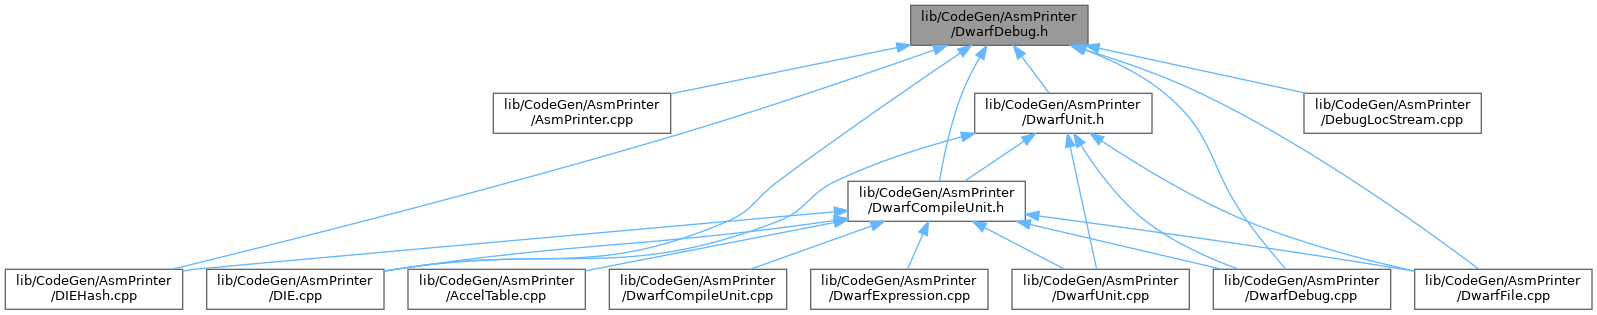 lib/CodeGen/AsmPrinter
/DwarfDebug.h
lib/CodeGen/AsmPrinter
/AsmPrinter.cpp
lib/CodeGen/AsmPrinter
/DwarfUnit.h
lib/CodeGen/AsmPrinter
/DebugLocStream.cpp
lib/CodeGen/AsmPrinter
/DwarfCompileUnit.h
lib/CodeGen/AsmPrinter
/DIEHash.cpp
lib/CodeGen/AsmPrinter
/DIE.cpp
lib/CodeGen/AsmPrinter
/AccelTable.cpp
lib/CodeGen/AsmPrinter
/DwarfCompileUnit.cpp
lib/CodeGen/AsmPrinter
/DwarfExpression.cpp
lib/CodeGen/AsmPrinter
/DwarfUnit.cpp
lib/CodeGen/AsmPrinter
/DwarfDebug.cpp
lib/CodeGen/AsmPrinter
/DwarfFile.cpp